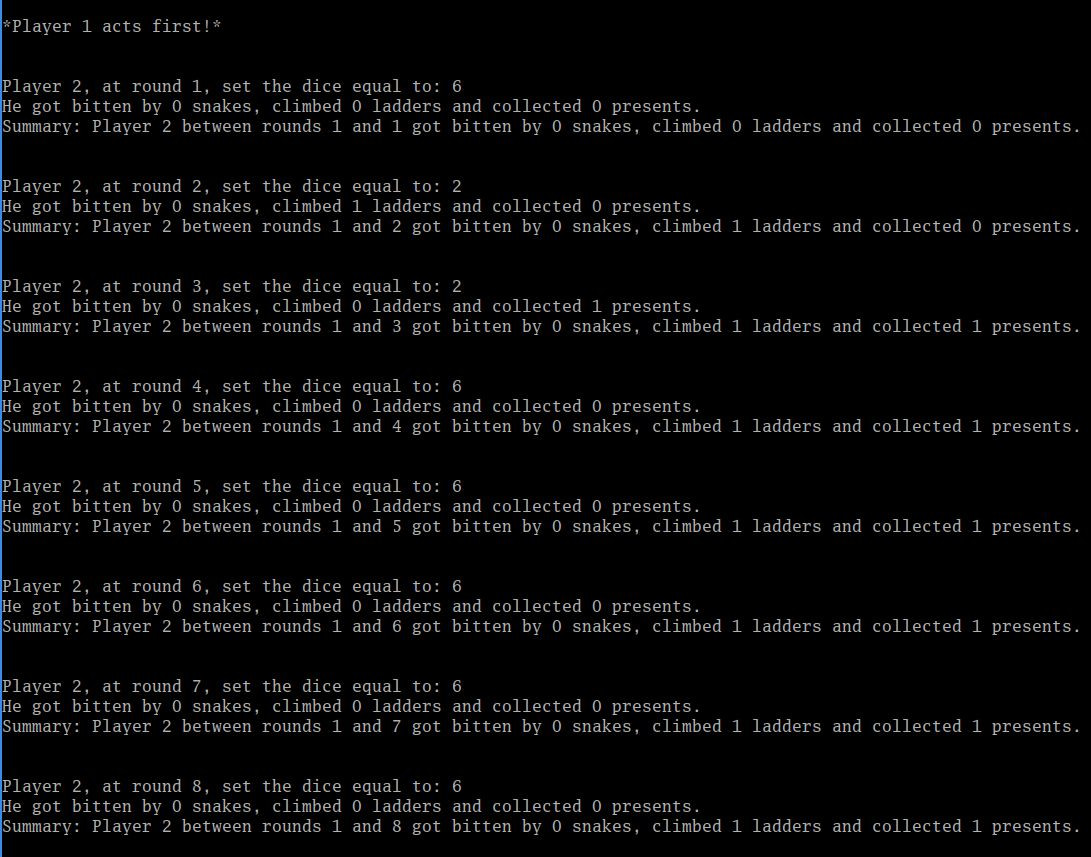 *Player 1 acts first!*
Player 2, at round 1, set the dice equal to: 6
He got bitten by 0 snakes, climbed 0 ladders and collected 0 presents.
Summary: Player 2 between rounds 1 and 1 got bitten by 0 snakes, climbed 0 ladders and collected 0 presents.
Player 2, at round 2, set the dice equal to: 2
He got bitten by 0 snakes, climbed 1 ladders and collected 0 presents.
Summary: Player 2 between rounds 1 and 2 got bitten by 0 snakes, climbed 1 ladders and collected 0 presents.
Player 2, at round 3, set the dice equal to: 2
He got bitten by 0 snakes, climbed 0 ladders and collected 1 presents.
Summary: Player 2 between rounds 1 and 3 got bitten by 0 snakes, climbed 1 ladders and collected 1 presents.
Player 2, at round 4, set the dice equal to: 6
He got bitten by 0 snakes, climbed 0 ladders and collected 0 presents.
Summary: Player 2 between rounds 1 and 4 got bitten by 0 snakes, climbed 1 ladders and collected 1 presents.
Player 2, at round 5, set the dice equal to: 6
He got bitten by 0 snakes, climbed 0 ladders and collected 0 presents.
Summary: Player 2 between rounds 1 and 5 got bitten by 0 snakes, climbed 1 ladders and collected 1 presents.
Player 2, at round 6, set the dice equal to: 6
He got bitten by 0 snakes, climbed 0 ladders and collected 0 presents.
Summary: Player 2 between rounds 1 and 6 got bitten by 0 snakes, climbed 1 ladders and collected 1 presents.
Player 2, at round 7, set the dice equal to: 6
He got bitten by 0 snakes, climbed 0 ladders and collected 0 presents.
Summary: Player 2 between rounds 1 and 7 got bitten by 0 snakes, climbed 1 ladders and collected 1 presents.
Player 2, at round 8, set the dice equal to: 6
He got bitten by 0 snakes, climbed 0 ladders and collected 0 presents.
Summary: Player 2 between rounds 1 and 8 got bitten by 0 snakes, climbed 1 ladders and collected 1 presents.